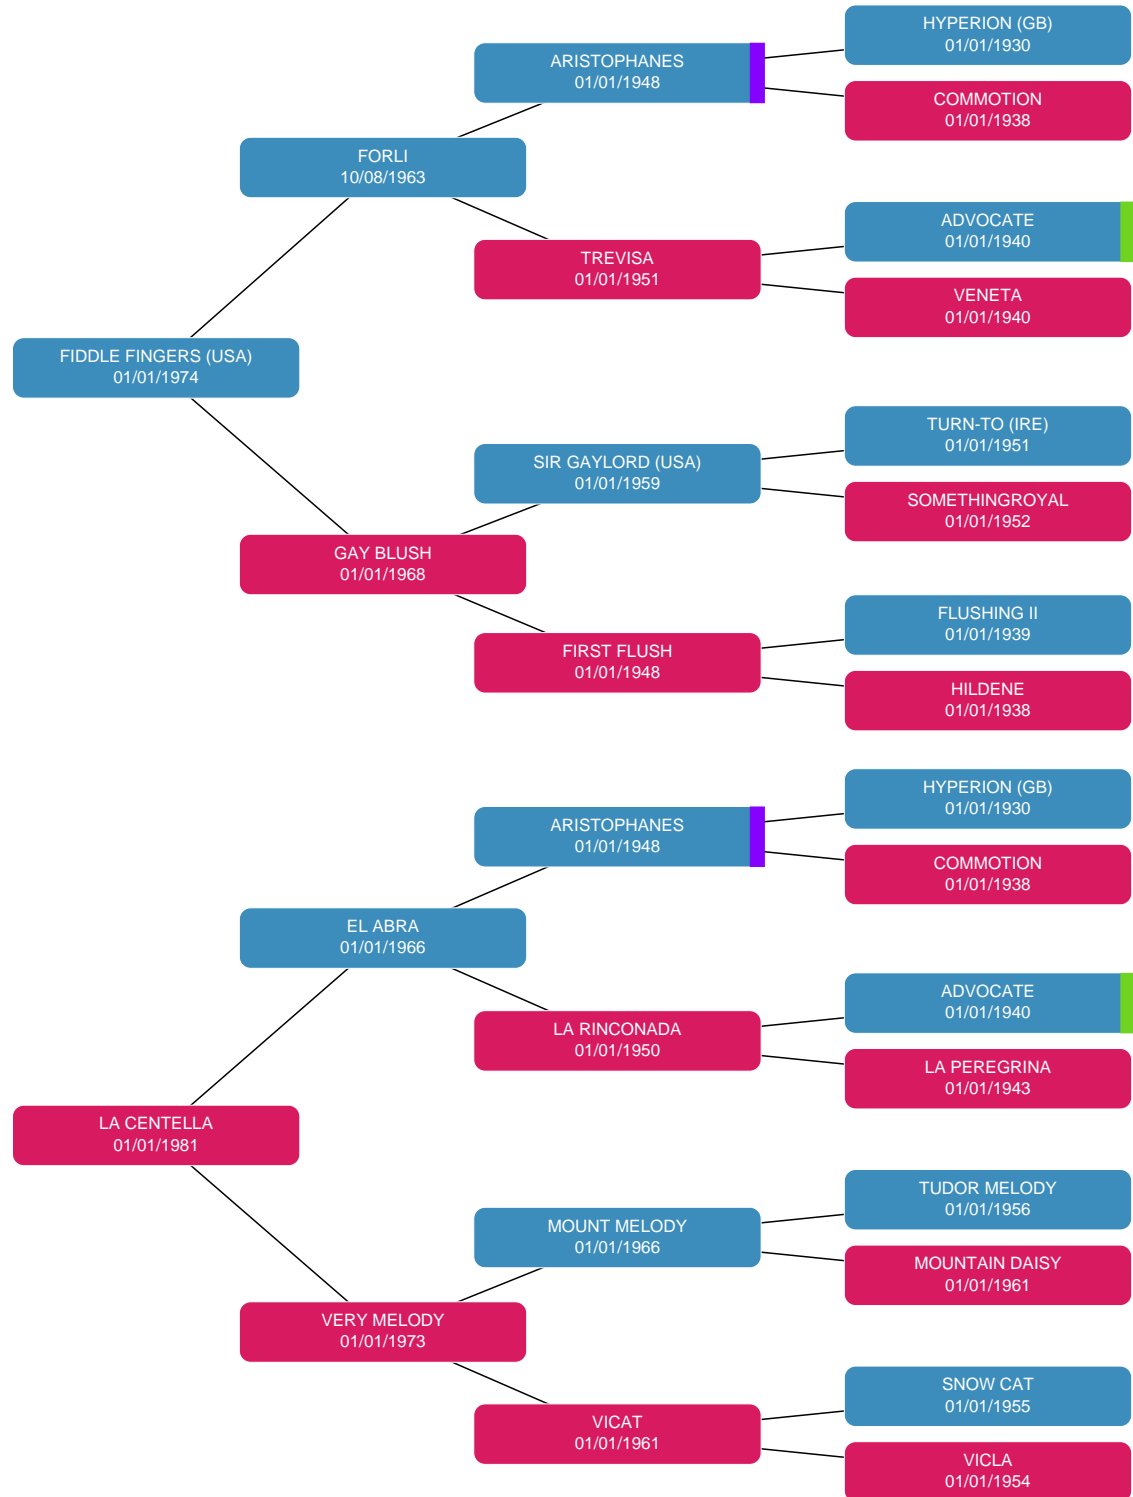 HYPERION (GB)
01/01/1930
ARISTOPHANES
01/01/1948
COMMOTION
01/01/1938
FORLI
10/08/1963
ADVOCATE
01/01/1940
TREVISA
01/01/1951
VENETA
01/01/1940
FIDDLE FINGERS (USA)
01/01/1974
TURN-TO (IRE)
01/01/1951
SIR GAYLORD (USA)
01/01/1959
SOMETHINGROYAL
01/01/1952
GAY BLUSH
01/01/1968
FLUSHING II
01/01/1939
FIRST FLUSH
01/01/1948
HILDENE
01/01/1938
HYPERION (GB)
01/01/1930
ARISTOPHANES
01/01/1948
COMMOTION
01/01/1938
EL ABRA
01/01/1966
ADVOCATE
01/01/1940
LA RINCONADA
01/01/1950
LA PEREGRINA
01/01/1943
LA CENTELLA
01/01/1981
TUDOR MELODY
01/01/1956
MOUNT MELODY
01/01/1966
MOUNTAIN DAISY
01/01/1961
VERY MELODY
01/01/1973
SNOW CAT
01/01/1955
VICAT
01/01/1961
VICLA
01/01/1954